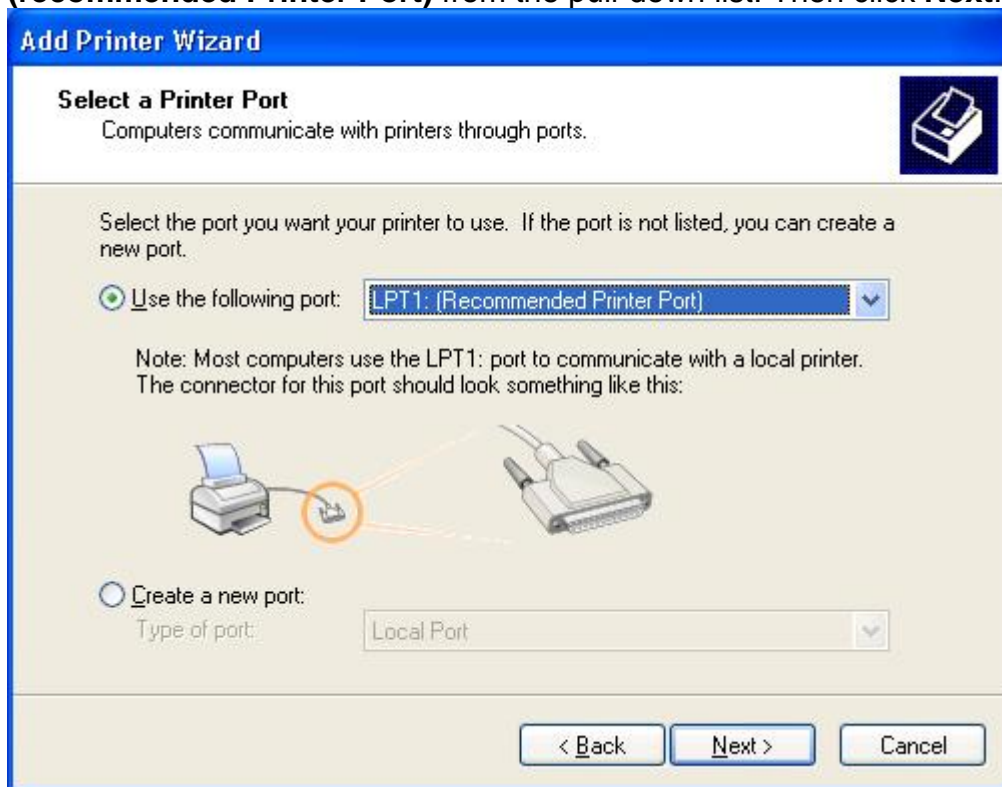 (recommended Printer Port) from the pull-down list. Then click Next.
Add Printer Wizard
Select a Printer Port
Computers communicate with printers through ports.
Select the port you want your printer to use. If the port is not listed, you can create a
new port.
Use the following port: LPT1: (Recommended Printer Port)
Note: Most computers use the LPT1: port to communicate with a local printer.
The connector for this port should look something like this:
Create a new port:
Type of port: Local Port
< Back Next > Cancel